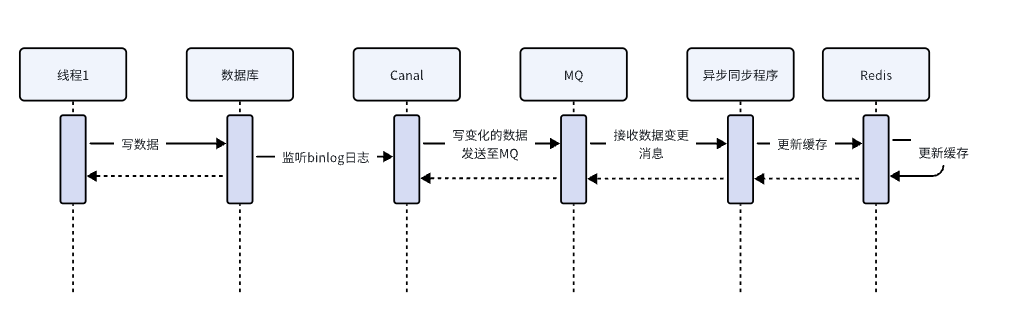 线程1
数据库
Canal
MQ
异步同步程序
Redis
写数据
监听binlog日志
写变化的数据
发送至MQ
接收数据变更
消息
更新缓存
更新缓存